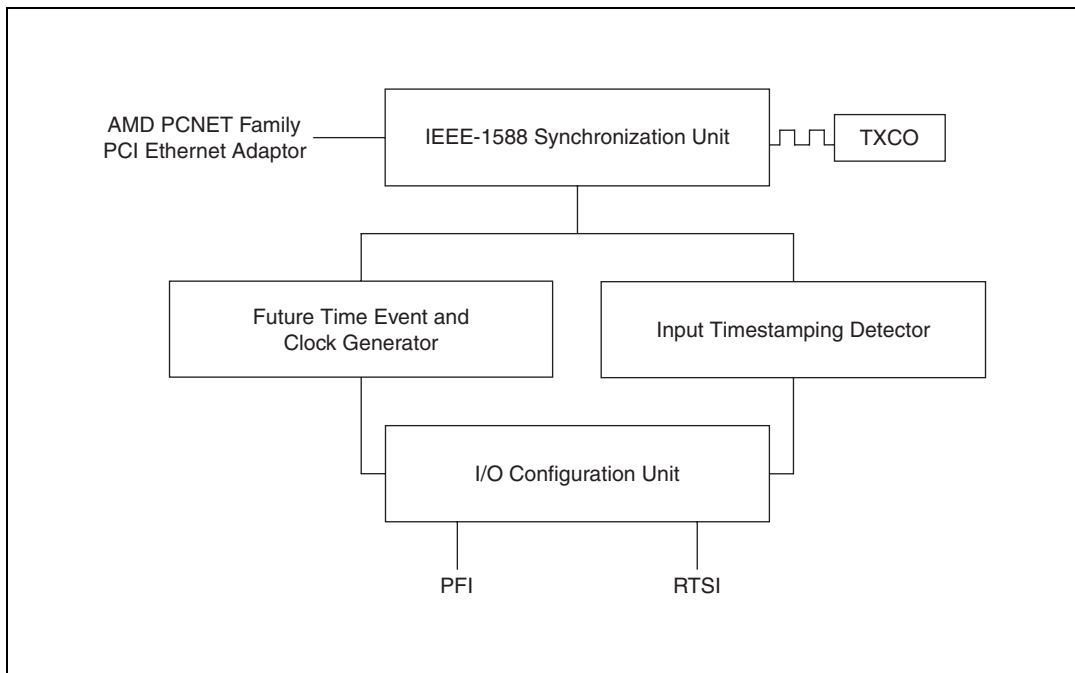 AMD PCNET Family
PCI Ethernet Adaptor
IEEE-1588 Synchronization Unit
TXCO
Future Time Event and
Clock Generator
Input Timestamping Detector
I/O Configuration Unit
PFI
RTSI